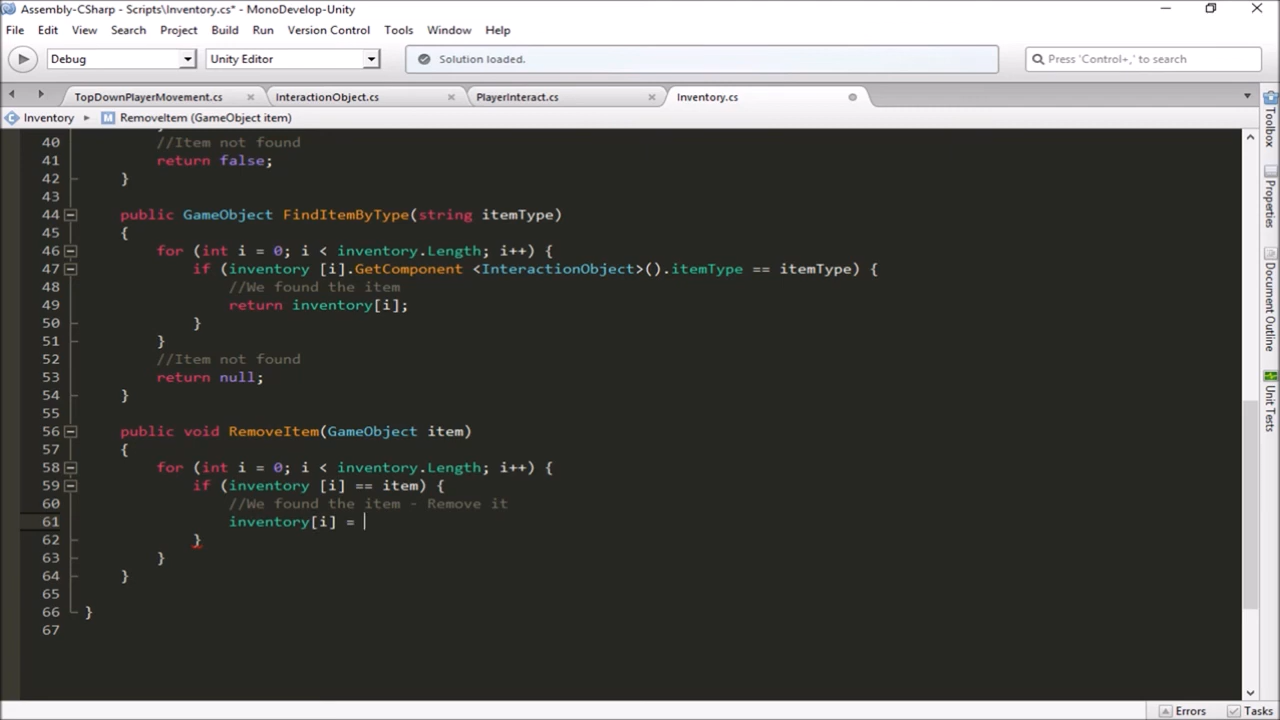 Assembly-CSharp - Scripts\Inventory.cs* - MonoDevelop-Unity
File Edit View Search Project Build Run Version Control Tools Window Help
Debug Unity Editor Solution loaded. Press 'Control+,' to search
TopDownPlayerMovement.cs InteractionObject.cs PlayerInteract.cs Inventory.cs
Inventory RemoveItem (GameObject item)
40 //Item not found
41 return false;
42 }
43
44 public GameObject FindItemByType(string itemType)
45 {
46 for (int i = 0; i < inventory.Length; i++) {
47 if (inventory [i].GetComponent <InteractionObject>().itemType == itemType) {
48 //We found the item
49 return inventory[i];
50 }
51 }
52 //Item not found
53 return null;
54 }
55
56 public void RemoveItem(GameObject item)
57 {
58 for (int i = 0; i < inventory.Length; i++) {
59 if (inventory [i] == item) {
60 //We found the item - Remove it
61 inventory[i] =
62 }
63 }
64 }
65
66 }
67
Toolbox
Properties
Document Outline
Unit Tests
Errors Tasks